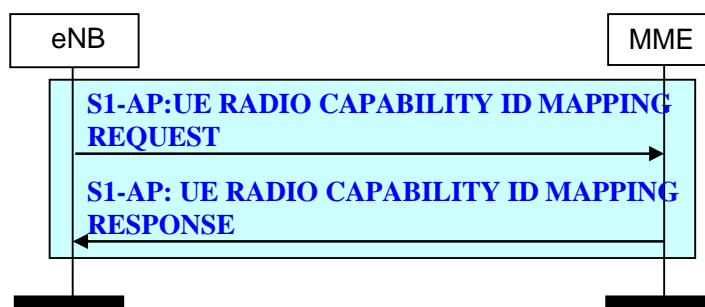 eNB
MME
S1-AP:UE RADIO CAPABILITY ID MAPPING
REQUEST
S1-AP: UE RADIO CAPABILITY ID MAPPING
RESPONSE